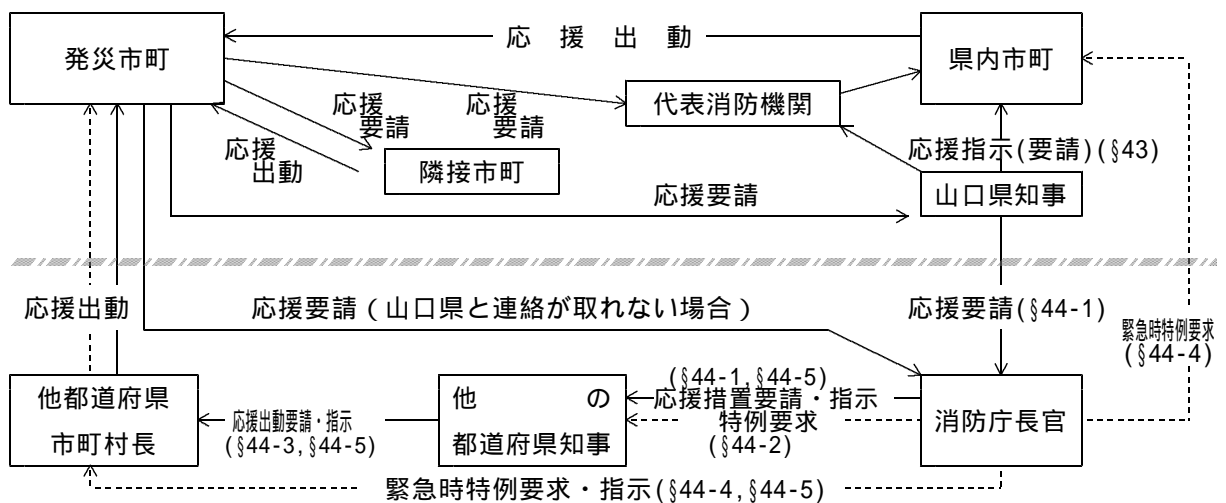 応 援 出 動
発災市町
県内市町
代表消防機関
応援
要請
応援
要請
応援
出動
隣接市町
応援指示(要請)(§43)
応援要請
山口県知事
応援出動
応援要請（山口県と連絡が取れない場合）
応援要請(§44-1)
緊急時特例要求
(§44-4)
(§44-1,§44-5)
応援措置要請・指示
特例要求
(§44-2)
他都道府県
市町村長
応援出動要請・指示
(§44-3,§44-5)
他 の
都道府県知事
消防庁長官
緊急時特例要求・指示(§44-4,§44-5)